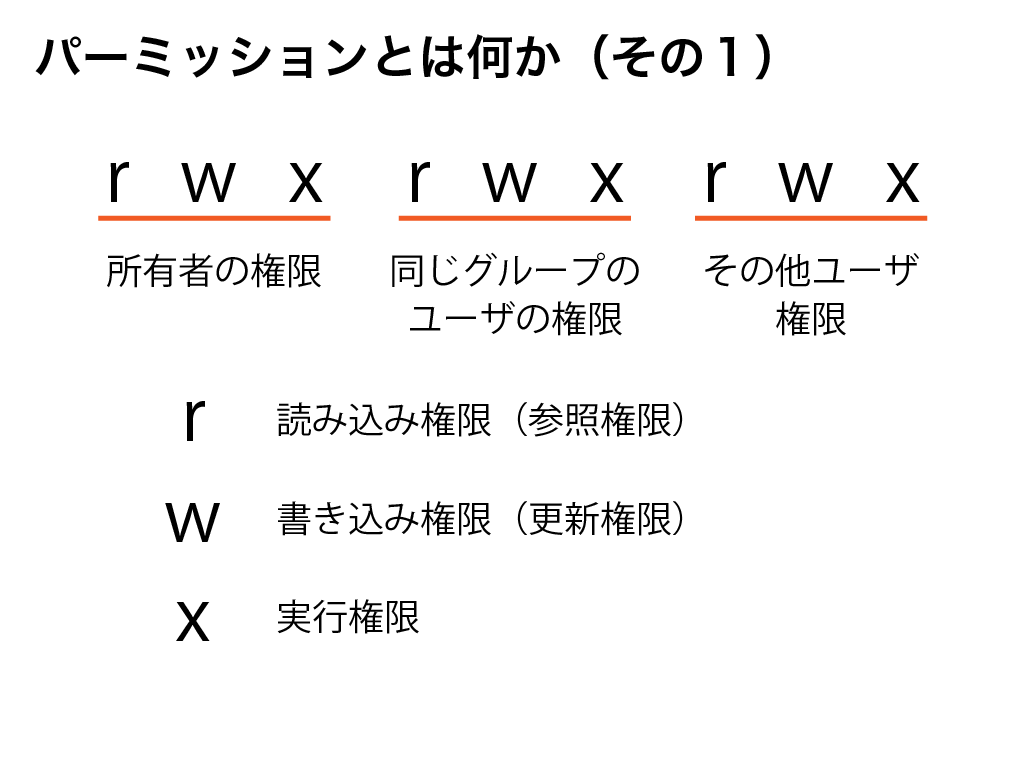 パーミッションとは何か（その１）
r w x r w x r w x
所有者の権限 同じグループの その他ユーザ
ユーザの権限 権限
r 読み込み権限（参照権限）
w 書き込み権限（更新権限）
x 実行権限